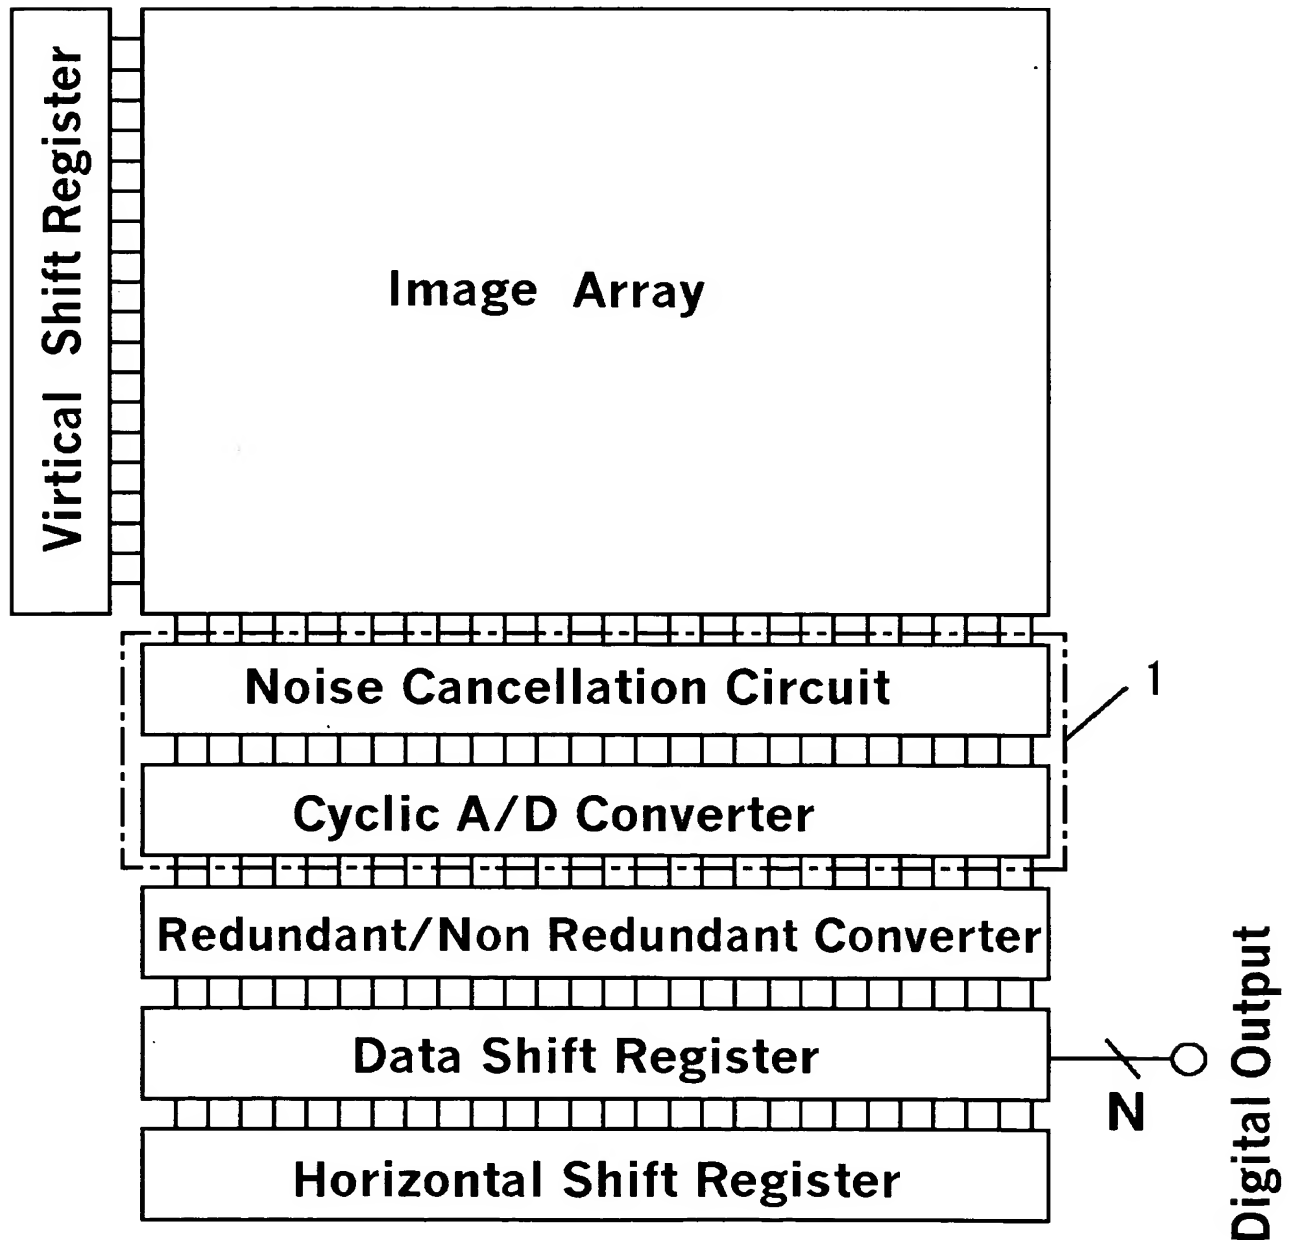 Virtical Shift Register
Image Array
Noise Cancellation Circuit
1
Cyclic A/D Converter
Redundant/Non Redundant Converter
Data Shift Register
N
Digital Output
Horizontal Shift Register